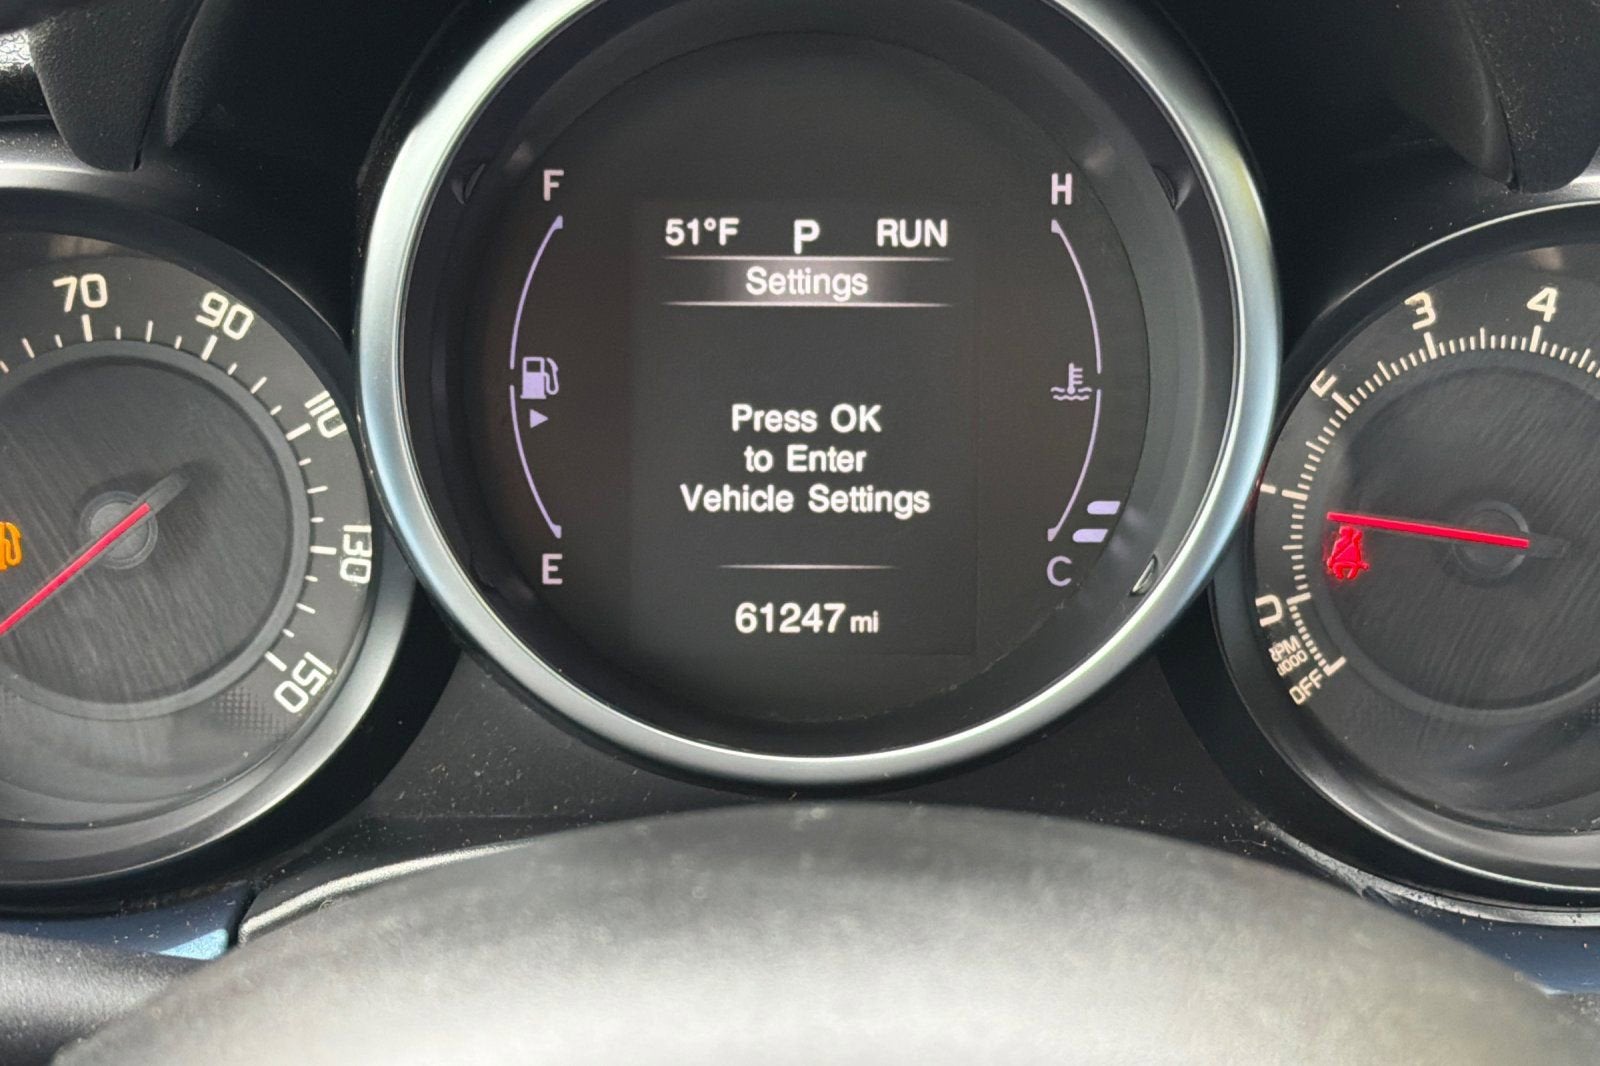 F
H
51°F P RUN
Settings
Press OK
to Enter
Vehicle Settings
E
C
61247 mi
70
90
110
130
150
0
1
2
3
4
RPM
x1000
OFF